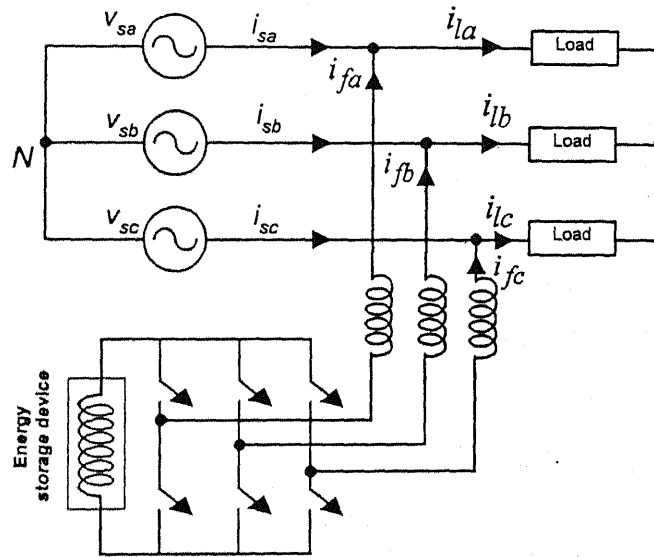 v_sa i_sa i_la Load
i_fa
v_sb i_sb i_lb Load
N
i_fb
v_sc i_sc i_lc Load
i_fc
Energy
storage device